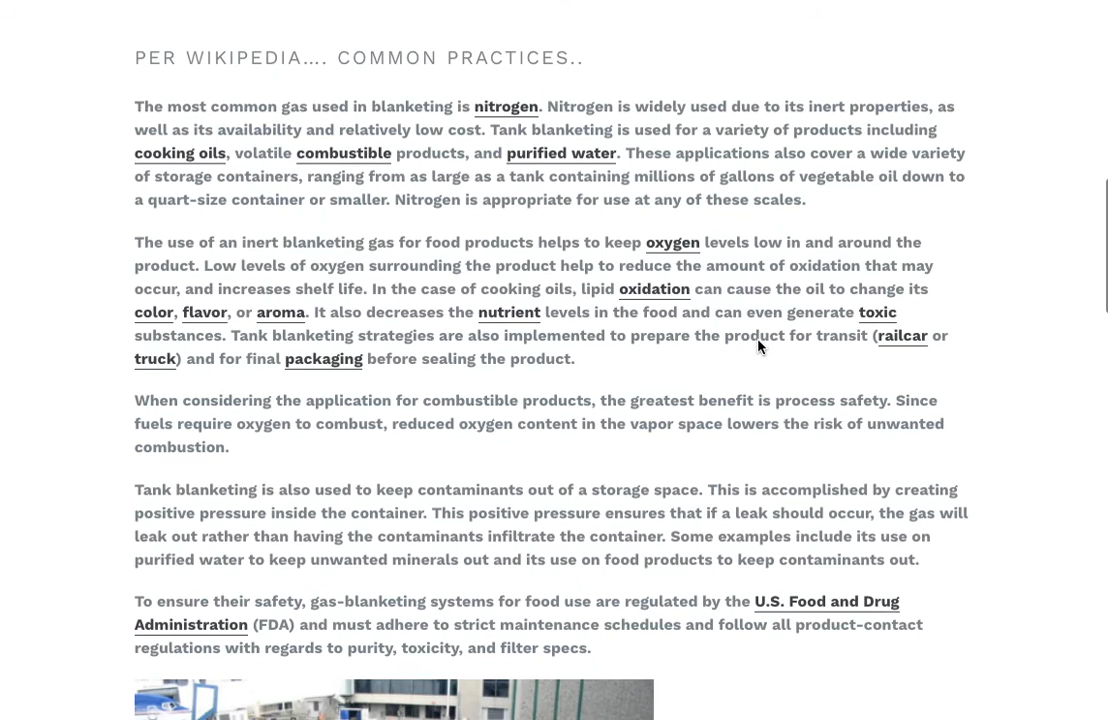 PER WIKIPEDIA.... COMMON PRACTICES..
The most common gas used in blanketing is nitrogen. Nitrogen is widely used due to its inert properties, as
well as its availability and relatively low cost. Tank blanketing is used for a variety of products including
cooking oils, volatile combustible products, and purified water. These applications also cover a wide variety
of storage containers, ranging from as large as a tank containing millions of gallons of vegetable oil down to
a quart-size container or smaller. Nitrogen is appropriate for use at any of these scales.
The use of an inert blanketing gas for food products helps to keep oxygen levels low in and around the
product. Low levels of oxygen surrounding the product help to reduce the amount of oxidation that may
occur, and increases shelf life. In the case of cooking oils, lipid oxidation can cause the oil to change its
color, flavor, or aroma. It also decreases the nutrient levels in the food and can even generate toxic
substances. Tank blanketing strategies are also implemented to prepare the product for transit (railcar or
truck) and for final packaging before sealing the product.
When considering the application for combustible products, the greatest benefit is process safety. Since
fuels require oxygen to combust, reduced oxygen content in the vapor space lowers the risk of unwanted
combustion.
Tank blanketing is also used to keep contaminants out of a storage space. This is accomplished by creating
positive pressure inside the container. This positive pressure ensures that if a leak should occur, the gas will
leak out rather than having the contaminants infiltrate the container. Some examples include its use on
purified water to keep unwanted minerals out and its use on food products to keep contaminants out.
To ensure their safety, gas-blanketing systems for food use are regulated by the U.S. Food and Drug
Administration (FDA) and must adhere to strict maintenance schedules and follow all product-contact
regulations with regards to purity, toxicity, and filter specs.